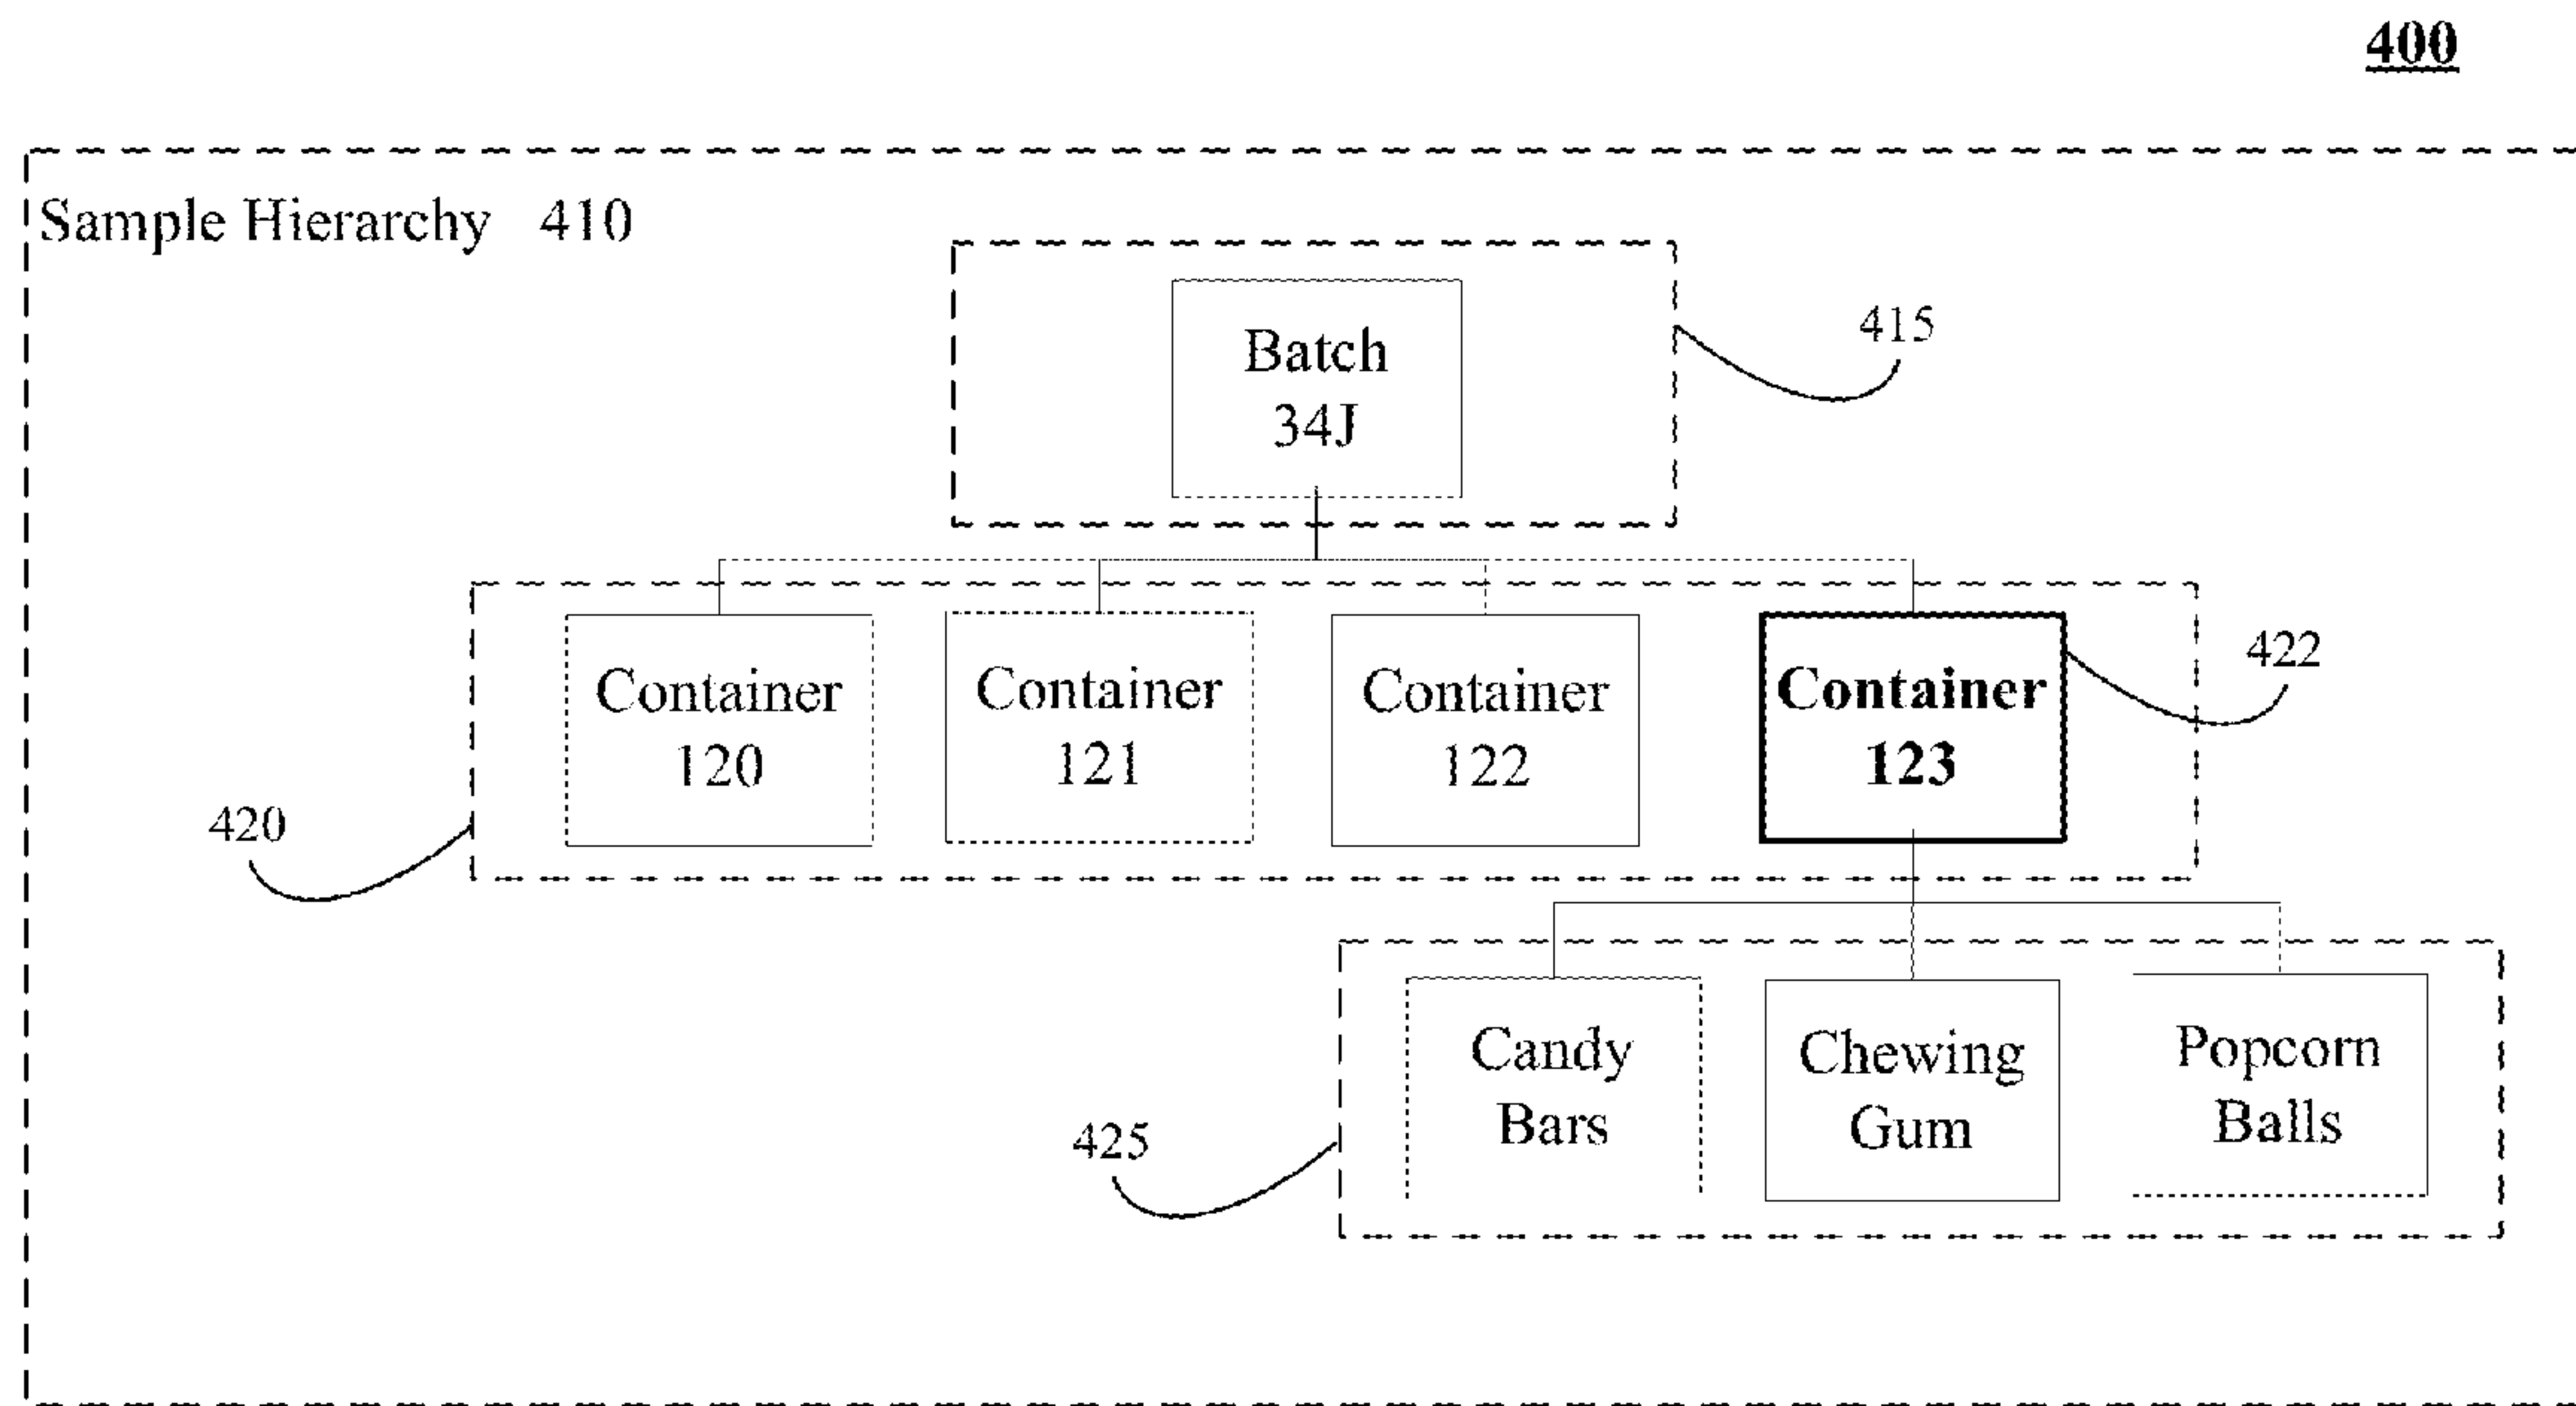 400
Sample Hierarchy 410
Batch
34J
415
Container
120
Container
121
Container
122
Container
123
422
420
Candy
Bars
Chewing
Gum
Popcorn
Balls
425